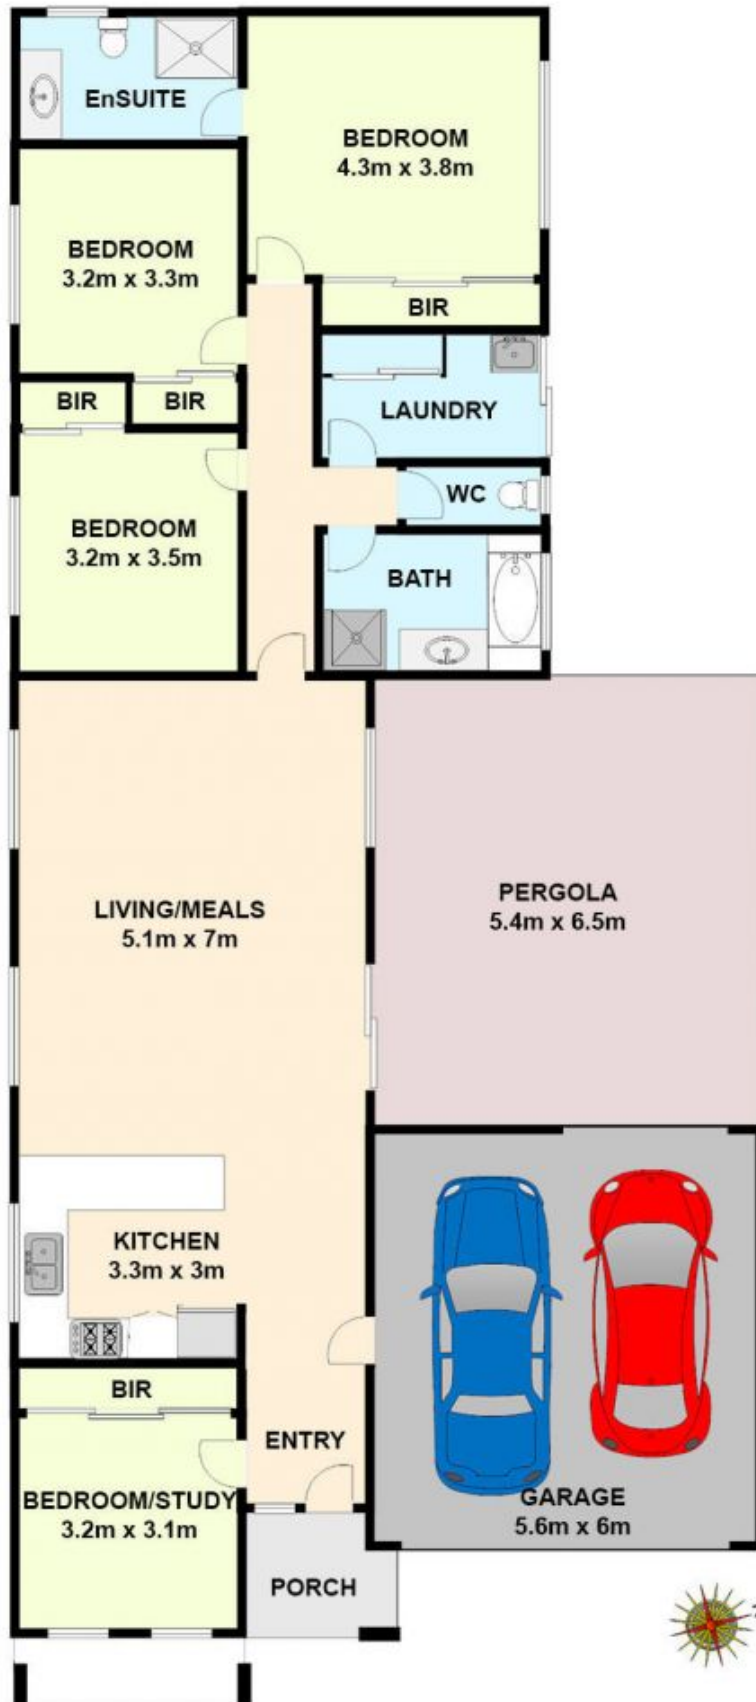 EnSUITE
BEDROOM
4.3m x 3.8m
BEDROOM
3.2m x 3.3m
BIR
BIR
BIR
LAUNDRY
WC
BEDROOM
3.2m x 3.5m
BATH
LIVING/MEALS
5.1m x 7m
PERGOLA
5.4m x 6.5m
KITCHEN
3.3m x 3m
BIR
ENTRY
BEDROOM/STUDY
3.2m x 3.1m
GARAGE
5.6m x 6m
PORCH